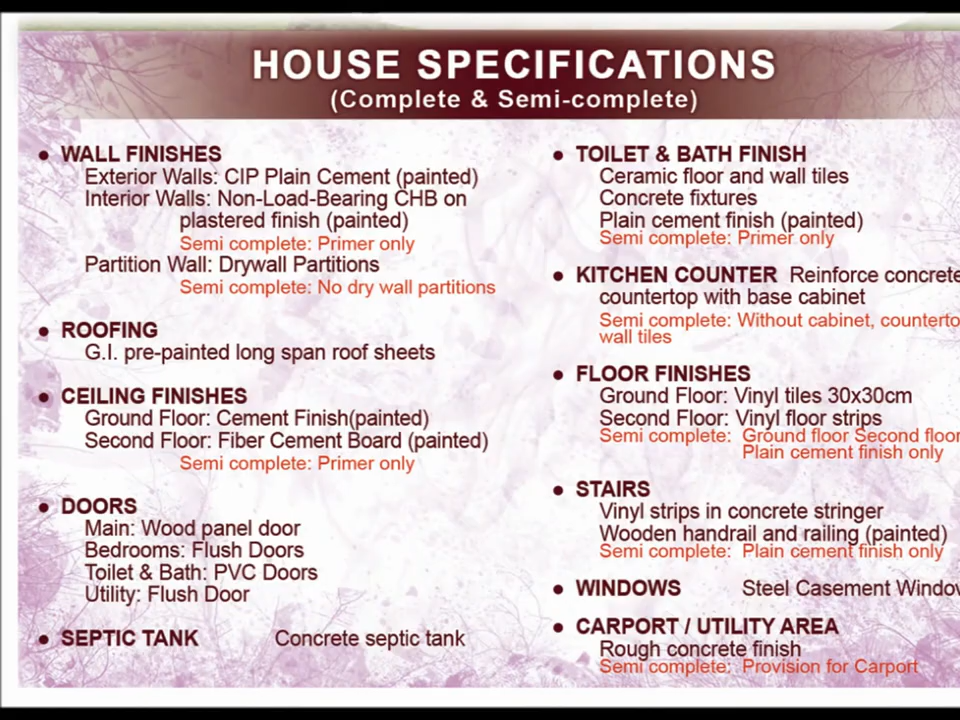 HOUSE SPECIFICATIONS
(Complete & Semi-complete)
• WALL FINISHES
Exterior Walls: CIP Plain Cement (painted)
Interior Walls: Non-Load-Bearing CHB on
plastered finish (painted)
Semi complete: Primer only
Partition Wall: Drywall Partitions
Semi complete: No dry wall partitions
• ROOFING
G.I. pre-painted long span roof sheets
• CEILING FINISHES
Ground Floor: Cement Finish(painted)
Second Floor: Fiber Cement Board (painted)
Semi complete: Primer only
• DOORS
Main: Wood panel door
Bedrooms: Flush Doors
Toilet & Bath: PVC Doors
Utility: Flush Door
• SEPTIC TANK Concrete septic tank
• TOILET & BATH FINISH
Ceramic floor and wall tiles
Concrete fixtures
Plain cement finish (painted)
Semi complete: Primer only
• KITCHEN COUNTER Reinforce concrete
countertop with base cabinet
Semi complete: Without cabinet,
wall tiles
• FLOOR FINISHES
Ground Floor: Vinyl tiles 30x30cm
Second Floor: Vinyl floor strips
Semi complete: Ground floor Second floor
Plain cement finish only
• STAIRS
Vinyl strips in concrete stringer
Wooden handrail and railing (painted)
Semi complete: Plain cement finish only
• WINDOWS Steel Casement
• CARPORT / UTILITY AREA
Rough concrete finish
Semi complete: Provision for Carport